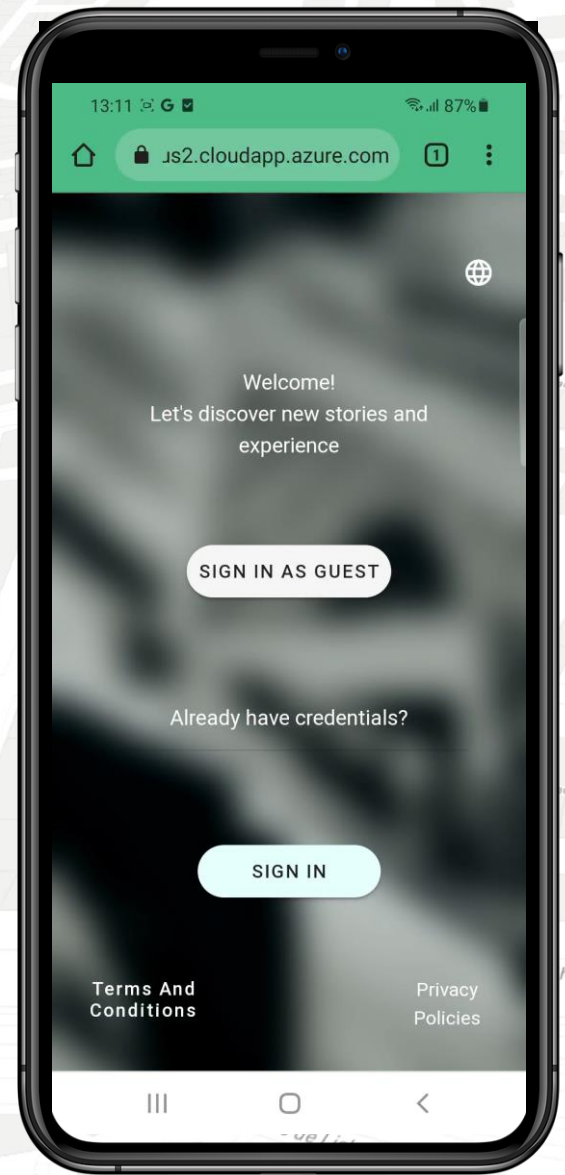 13:11 G 87%
us2.cloudapp.azure.com 1
Welcome!
Let's discover new stories and
experience
SIGN IN AS GUEST
Already have credentials?
SIGN IN
Terms And
Conditions
Privacy
Policies